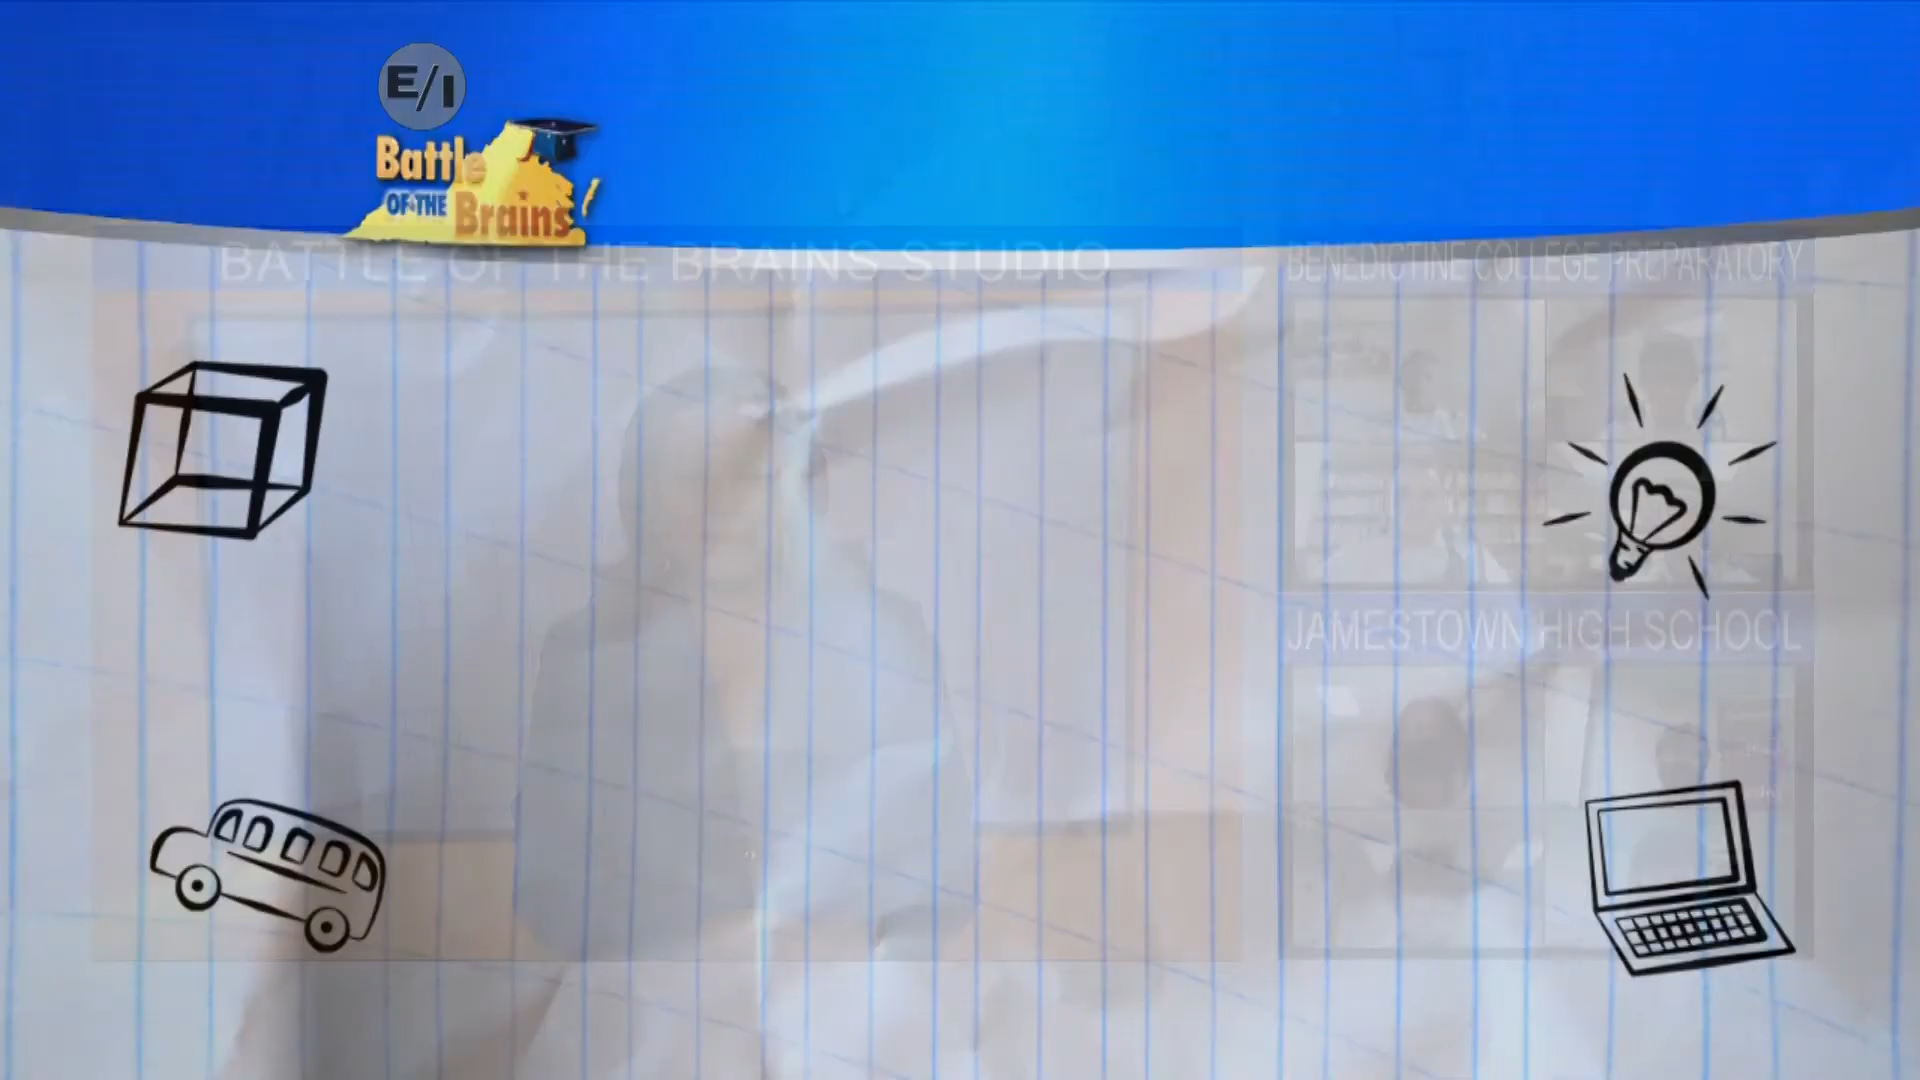 E/I
Battle
OF THE Brains
BATTLE OF THE BRAINS STUDIO
BENEDICTINE COLLEGE PREPARATORY
JAMESTOWN HIGH SCHOOL